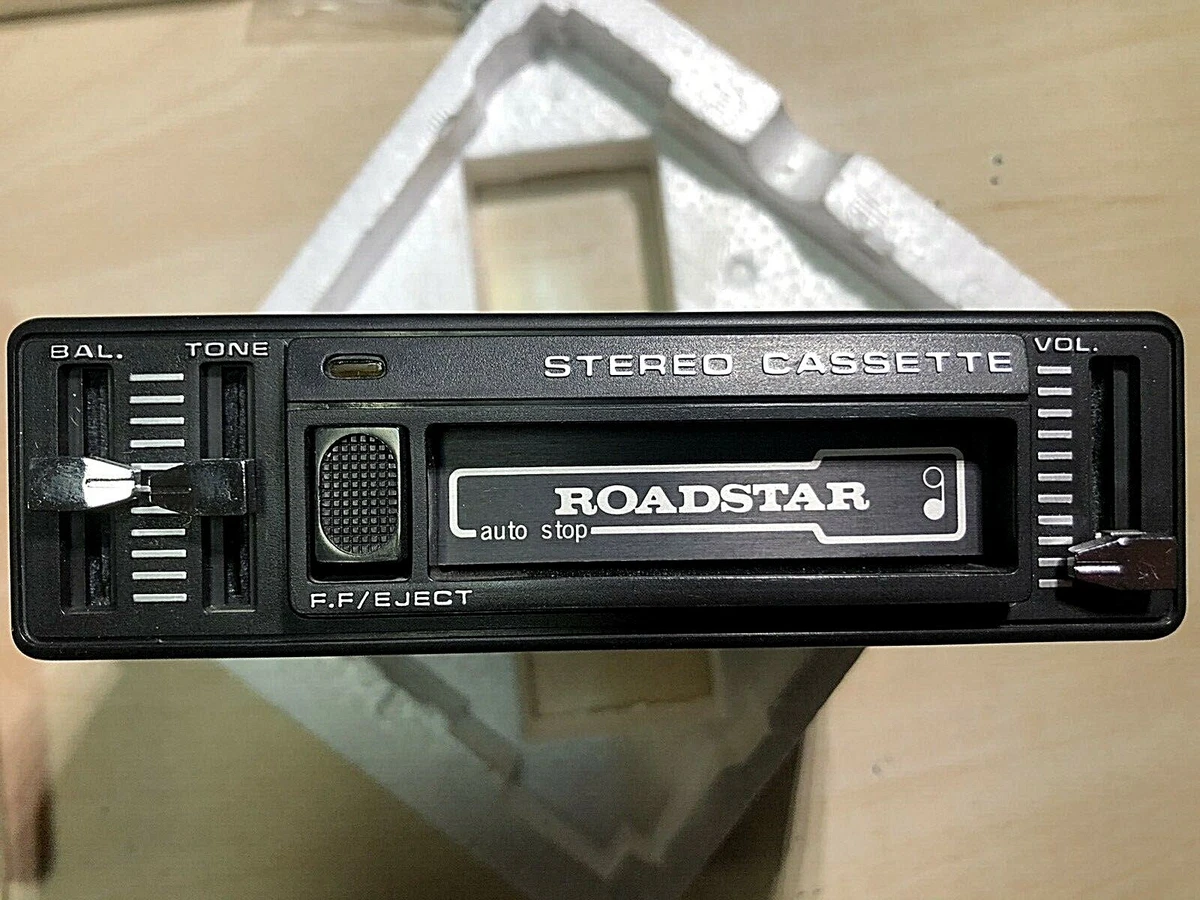 BAL. TONE
STEREO CASSETTE
VOL.
ROADSTAR
auto stop
F.F/EJECT